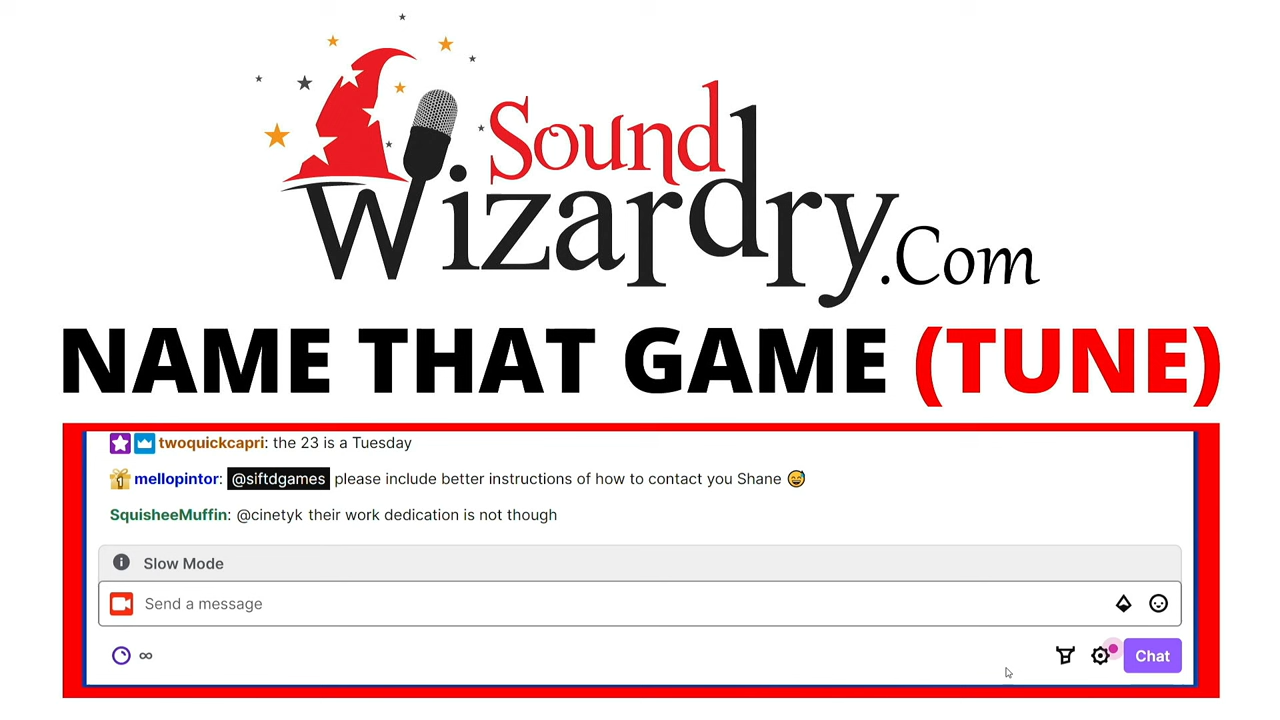 Sound
Wizardry.Com
NAME THAT GAME (TUNE)
twoquickcapri: the 23 is a Tuesday
1 mellopintor: @siftdgames please include better instructions of how to contact you Shane 😅
SquisheeMuffin: @cinetyk their work dedication is not though
Slow Mode
Send a message
∞
Chat